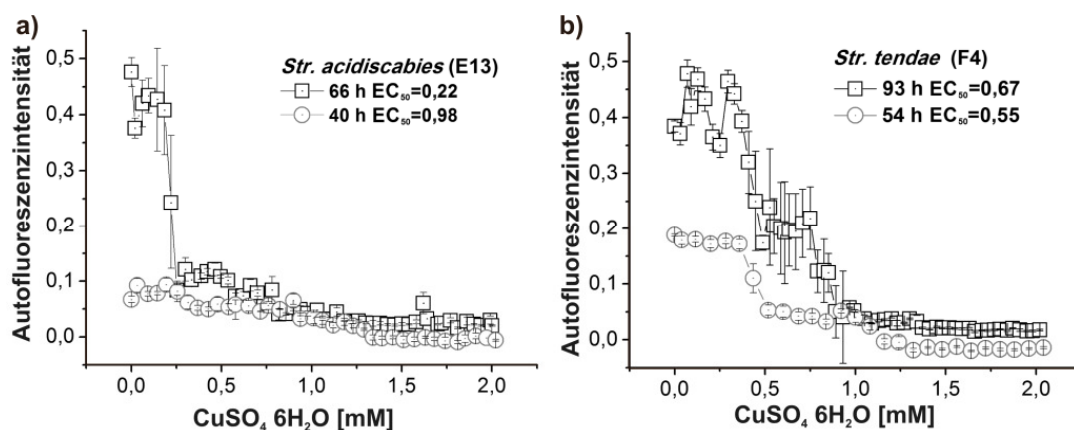 a)
Str. acidiscabies (E13)
66 h EC₅₀=0,22
40 h EC₅₀=0,98
Autofluoreszenzintensität
0,5
0,4
0,3
0,2
0,1
0,0
0,0 0,5 1,0 1,5 2,0
CuSO₄ 6H₂O [mM]
b)
Str. tendae (F4)
93 h EC₅₀=0,67
54 h EC₅₀=0,55
Autofluoreszenzintensität
0,5
0,4
0,3
0,2
0,1
0,0
0,0 0,5 1,0 1,5 2,0
CuSO₄ 6H₂O [mM]